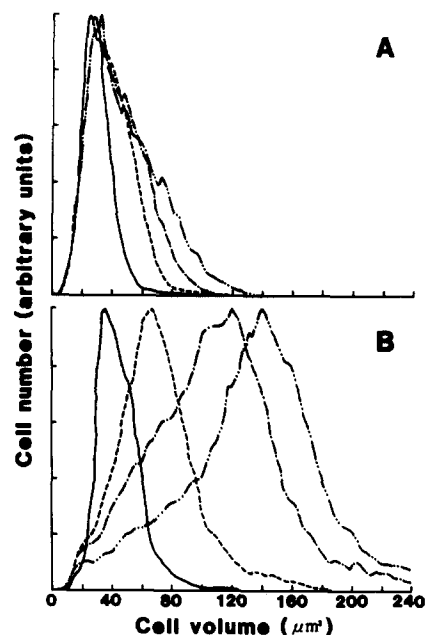 A
B
Cell number (arbitrary units)
0 40 80 120 160 200 240
Cell volume (μm³)